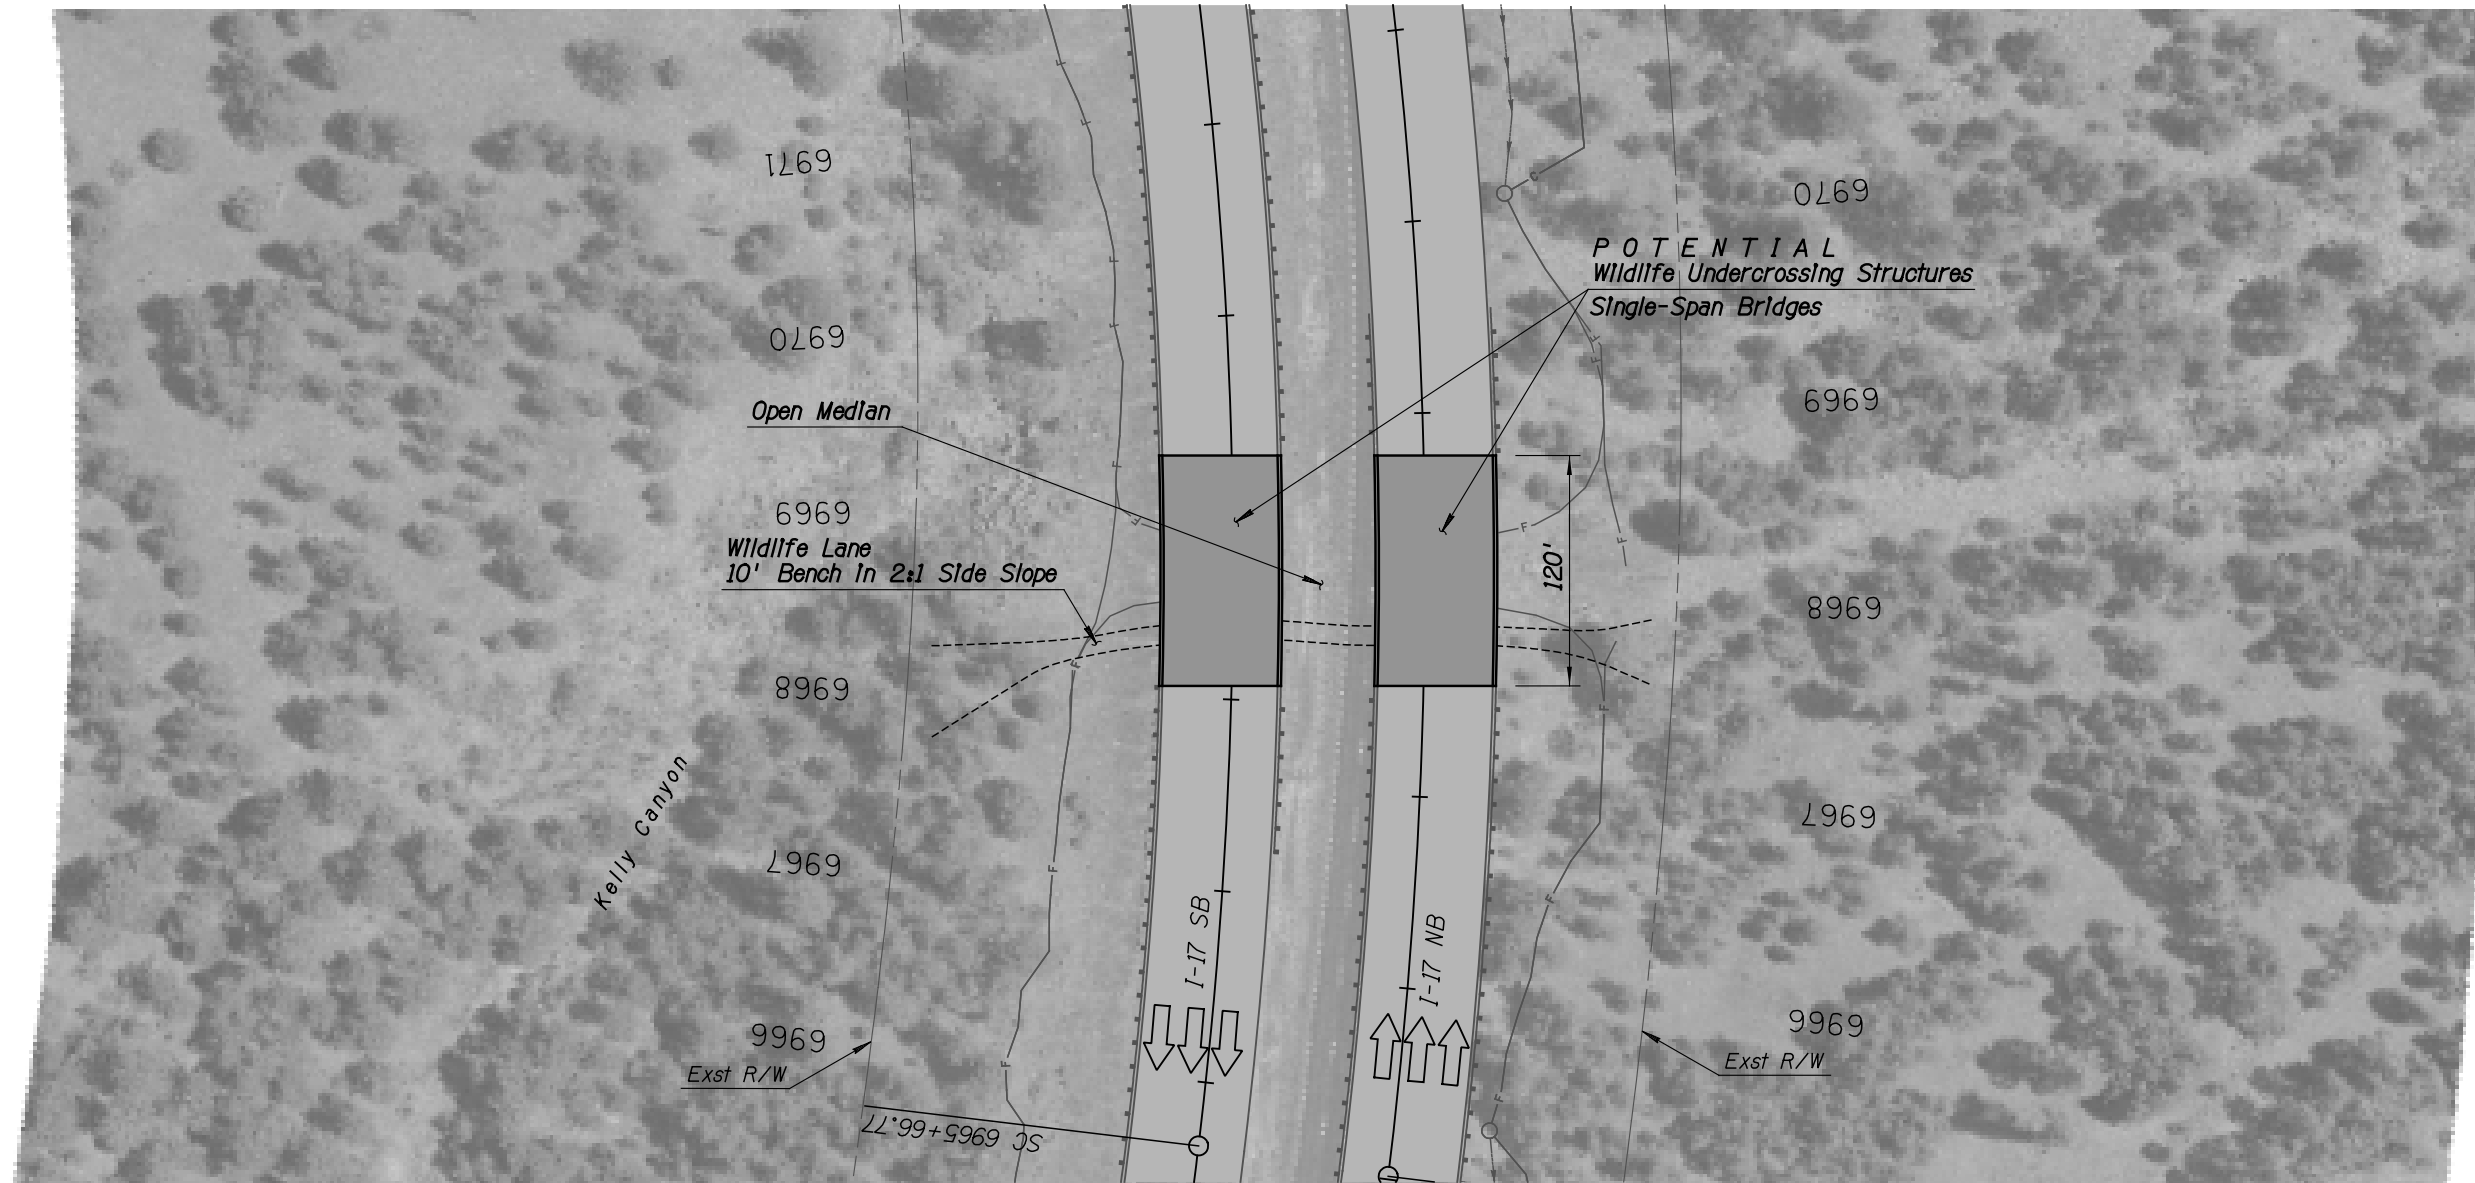 6971
6970
P O T E N T I A L
Wildlife Undercrossing Structures
Single-Span Bridges
6970
6969
Open Median
6969
Wildlife Lane
10' Bench in 2:1 Side Slope
120'
6968
6968
Kelly Canyon
6967
6967
I-17 SB
I-17 NB
6966
6966
Exst R/W
Exst R/W
SC 6965+66.77
F
F
F
F
F
F
F
F
F
F
C
F
F
F
F
F
F
F